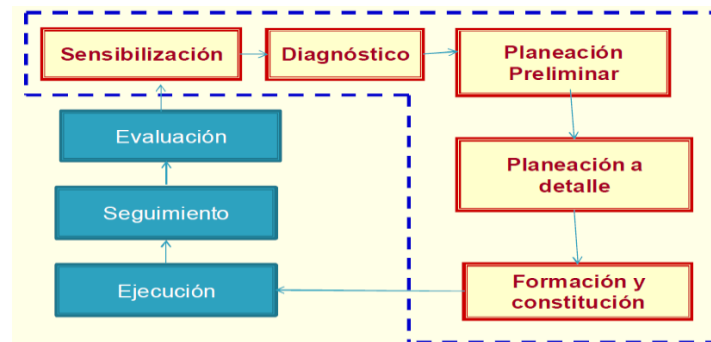 Sensibilización
Diagnóstico
Planeación
Preliminar
Planeación a
detalle
Formación y
constitución
Ejecución
Seguimiento
Evaluación